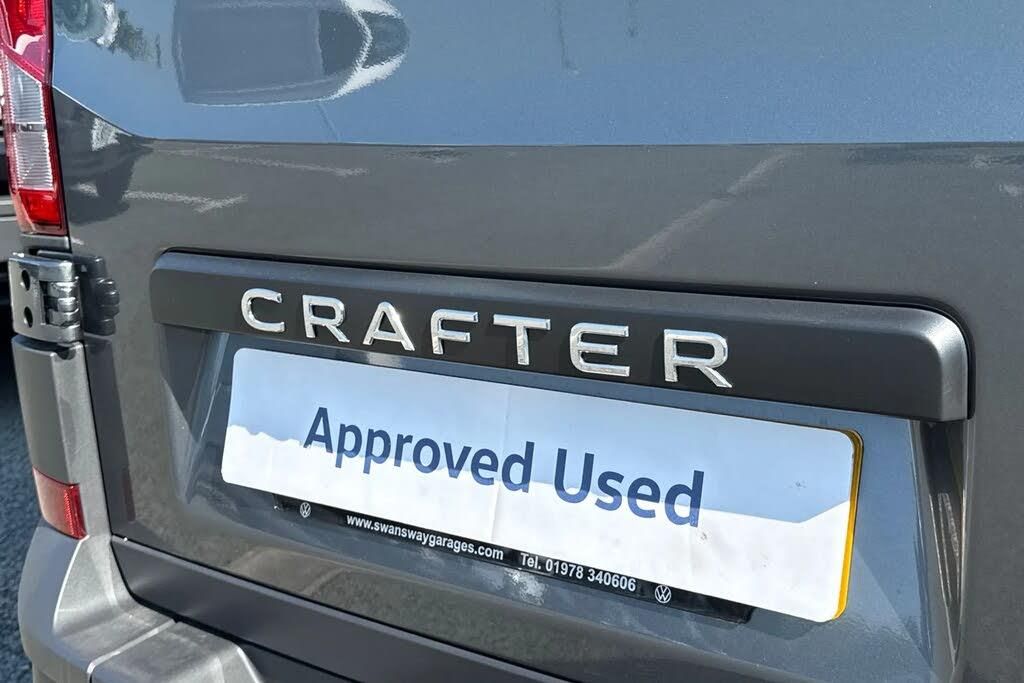 CRAFTER
Approved Used
www.swanswaygarages.com Tel. 01978 340606